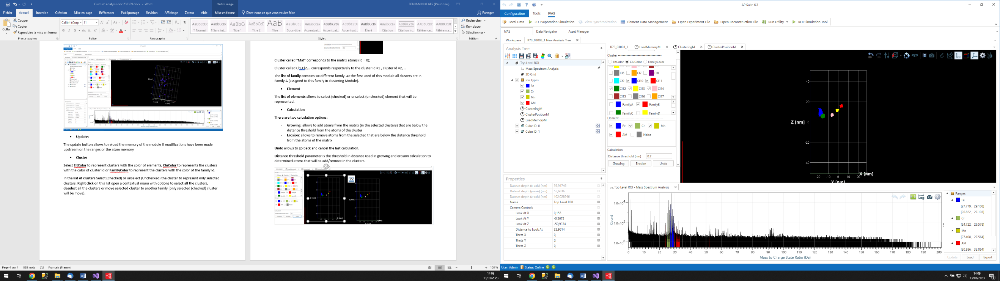 Custum analysis doc 230309.docx - Word
Outils Image
BENJAMIN KLAES (Personnel)
Fichier Accueil Insertion Création Mise en page Références Publipostage Révision Affichage Zotero Aide Mise en forme Dites-nous ce que vous voulez faire Partager
Coller
Couper
Copier
Reproduire la mise en forme
Calibri (Corp 11
AaBbCcDc AaBbCcDc AaBbCc AaBbCcC AaB AaBbCcC AaBbCcDc AaBbCcDc AaBbCcDc AaBbCcDc AaBbCcDc AaBbCcDc AaBbCcDc AaBbCcDc
¶ Normal ¶ Sans int... Titre 1 Titre 2 Titre Sous-titre Accentuat... Accentuat... Accentuat... Élevé Citation Citation in... Référence... Référence...
Rechercher
Remplacer
Sélectionner
Presse-papiers Police Paragraphe Styles Édition
• Update:
The update button allows to reload the memory of the module if modifications have been made
upstream on the ranges or the atom memory
• Cluster
Select EltColor to represent clusters with the color of elements, CluColor to represents the clusters
with the color of cluster Id or FamilyColor to represent the clusters with the color of the family Id.
In the list of clusters Select (Checked) or unselect (Unchecked) the cluster to represent only selected
clusters. Right click on this list open a contextual menu with options to select all the clusters,
deselect all the clusters or move selected cluster to another family (only selected (checked) cluster
will be move).
Distance threshold (nm) 0.5
Cluster called “Mat” corresponds to the matrix atoms (Id = 0);
Cluster called Cl1,Cl2,... corresponds respectively to the cluster Id =1 , cluster Id =2, ...
The list of family contains six different family. At the first used of this module all clusters are in
Family A (assigned to this family in clustering Module).
• Element
The list of elements allows to select (checked) or unselect (unchecked) element that will be
represented.
• Calculation
There are two calculation options:
- Growing: allows to add atoms from the matrix (in the selected clusters) that are below the
distance threshold from the atoms of the cluster
- Erosion: allows to remove atoms from the selected that are below the distance threshold
from the atoms of the matrix
Undo allows to go back and cancel the last calculation.
Distance threshold parameter is the threshold in distance used in growing and erosion calculation to
determined atoms that will be add/remove in the clusters.
Page 4 sur 4 828 mots Français (France) 100 %
14:09
13/03/2023
AP Suite 6.3
Configuration Tools IVAS
Local Data 2D Evaporation Simulation View Synchronization Element Data Management Open Experiment File Open Reconstruction File Run Utility ROI Simulation Tool
IVAS Data Navigator Asset Manager
Workspace R73_03003_1 New Analysis Tree
Analysis Tree
Top Level ROI
Mass Spectrum Analysis
3D Grid
Ion Types
Fe
Cr
Mn
AM
ClusteringM
ClusterPositionM
LoadMemoryM
Cube ID: 0
Cube ID: 1
Properties
Dataset depth (x-axis) (nm) 56,94746
Dataset depth (y-axis) (nm) 55,6836
Dataset depth (z-axis) (nm) 102,028946
Name Top Level ROI
Camera Controls
Look At X 0,155
Look At Y -0,2675
Look At Z -50,9374
Distance to Look At 22,9614
Theta X 0,
Theta Y 0,
Theta Z 0,
R73_03003_1 LoadMemoryM ClusteringM ClusterPositionM
Cluster
EltColor CluColor FamilyColor
Cl6 Cl7 Cl8
Cl9 Cl10 Cl11
Cl12 Cl13 Cl14
Cl15 Cl16 Cl17
FamilyA FamilyB
FamilyC FamilyD
Element
Fe Cr Mn
AM Noise
Calculation
Distance threshold (nm) 0.7
Growing Erosion Undo
40
20
Z [nm] 0
-20
-40
-20 -10 0 10 20 X [nm]
Y [nm]
Top Level ROI - Mass Spectrum Analysis
Log
1.0×10⁴
1.0×10²
1.0×10⁰
Count
0 10 20 30 40 50 60 70 80 90 100 110 120 130 140 150 160 170 180 190 200
Mass to Charge State Ratio (Da)
Ranges
Fe
[27.779 , 29.108]
[26.822 , 27.193]
Cr
[24.722 , 26.578]
Mn
[27.408 , 27.564]
AM
[30.886 , 33.064]
Update Load Export
User: Admin Status: Online
14:09
13/03/2023